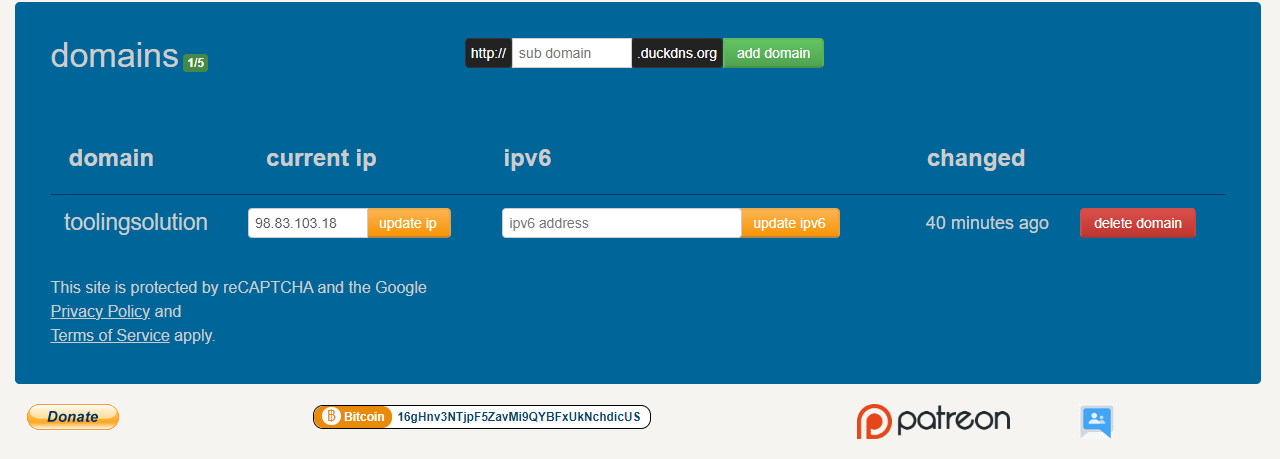 domains 1/5
http:// sub domain .duckdns.org add domain
domain current ip ipv6 changed
toolingsolution 98.83.103.18 update ip ipv6 address update ipv6 40 minutes ago delete domain
This site is protected by reCAPTCHA and the Google
Privacy Policy and
Terms of Service apply.
Donate Bitcoin 16gHnv3NTjpF5ZavMi9QYBFxUkNchdicUS patreon